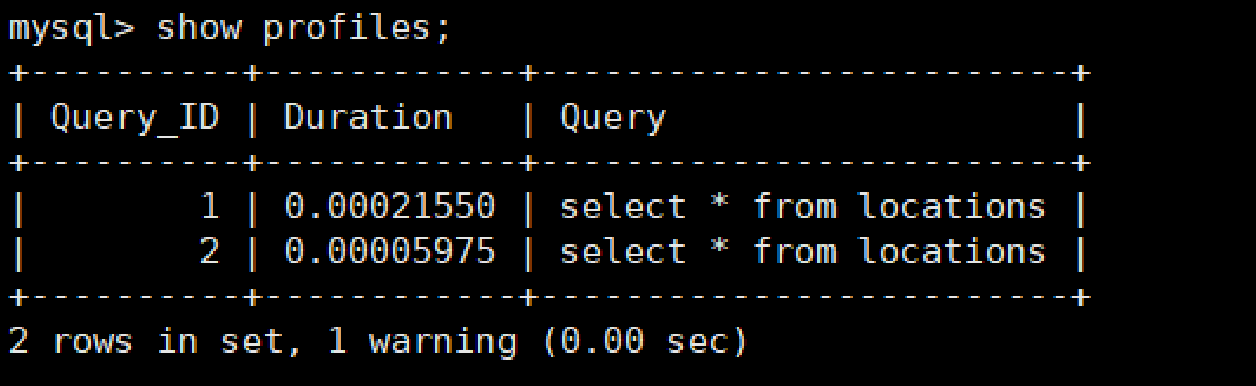 mysql> show profiles;
+----------+------------+-------------------------+
| Query_ID | Duration   | Query                   |
+----------+------------+-------------------------+
|        1 | 0.00021550 | select * from locations |
|        2 | 0.00005975 | select * from locations |
+----------+------------+-------------------------+
2 rows in set, 1 warning (0.00 sec)